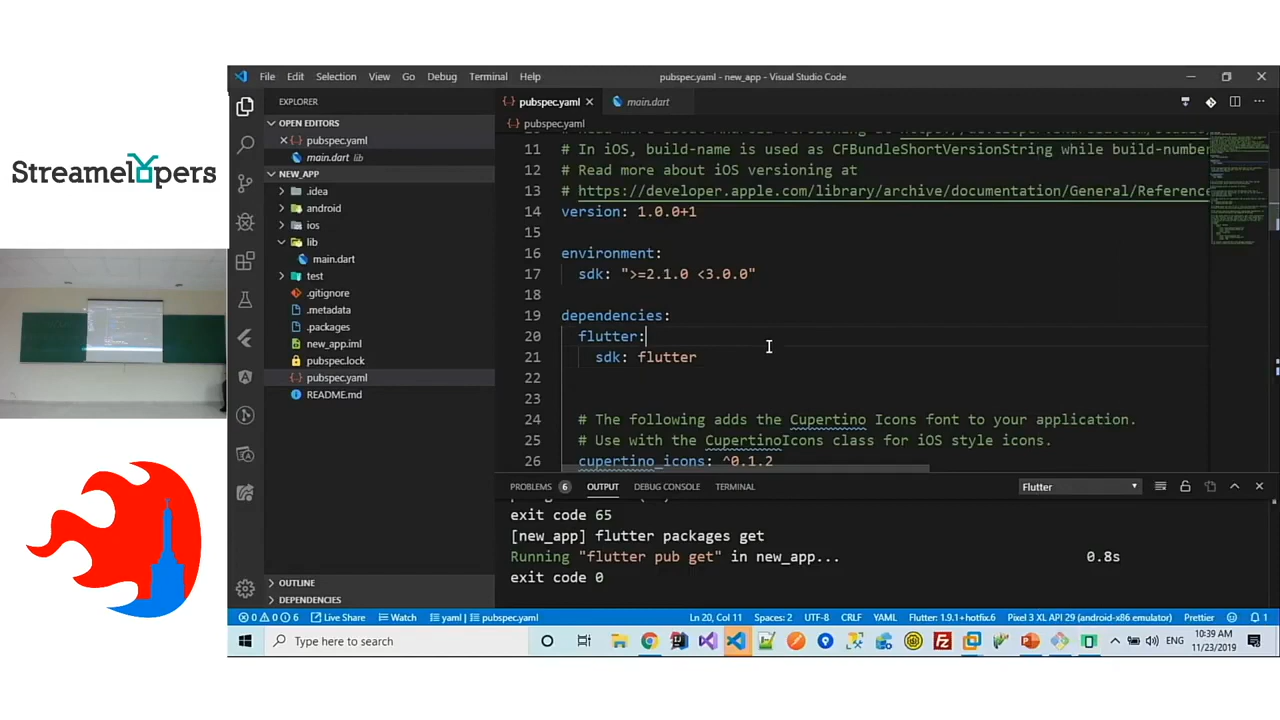 File Edit Selection View Go Debug Terminal Help
pubspec.yaml - new_app - Visual Studio Code
EXPLORER
OPEN EDITORS
pubspec.yaml
main.dart lib
NEW_APP
.idea
android
ios
lib
main.dart
test
.gitignore
.metadata
.packages
new_app.iml
pubspec.lock
pubspec.yaml
README.md
OUTLINE
DEPENDENCIES
Streamelopers
pubspec.yaml
main.dart
pubspec.yaml
11 # In iOS, build-name is used as CFBundleShortVersionString while build-number
12 # Read more about iOS versioning at
13 # https://developer.apple.com/library/archive/documentation/General/Reference
14 version: 1.0.0+1
15
16 environment:
17 sdk: ">=2.1.0 <3.0.0"
18
19 dependencies:
20 flutter:
21 sdk: flutter
22
23
24 # The following adds the Cupertino Icons font to your application.
25 # Use with the CupertinoIcons class for iOS style icons.
26 cupertino_icons: ^0.1.2
PROBLEMS 6 OUTPUT DEBUG CONSOLE TERMINAL Flutter
exit code 65
[new_app] flutter packages get
Running "flutter pub get" in new_app... 0.8s
exit code 0
0 0 6 Live Share Watch yaml | pubspec.yaml Ln 20, Col 11 Spaces: 2 UTF-8 CRLF YAML Flutter: 1.9.1+hotfix.6 Pixel 3 XL API 29 (android-x86 emulator) Prettier 1
Type here to search
ENG
10:39 AM
11/23/2019